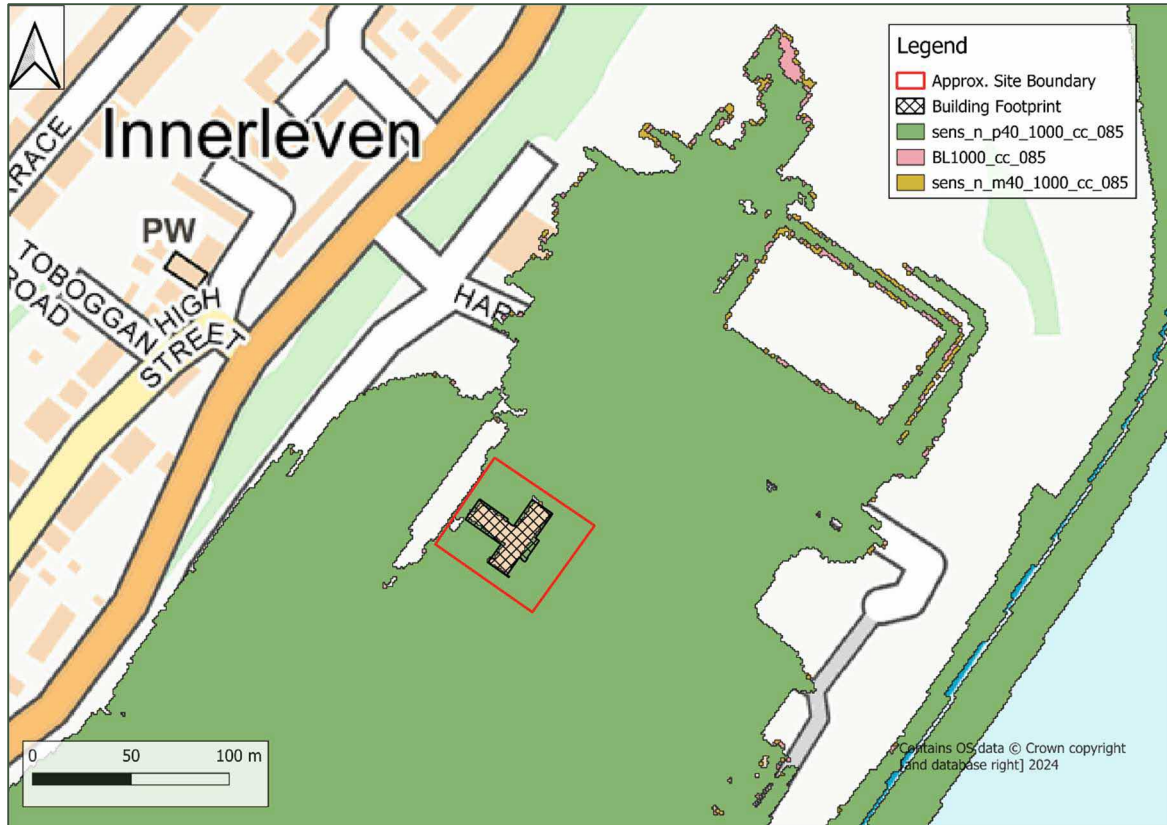 Innerleven
RRACE
PW
TOBOGGAN
ROAD
HIGH
STREET
HAR
Legend
Approx. Site Boundary
Building Footprint
sens_n_p40_1000_cc_085
BL1000_cc_085
sens_n_m40_1000_cc_085
0 50 100 m
Contains OS data © Crown copyright
[and database right] 2024